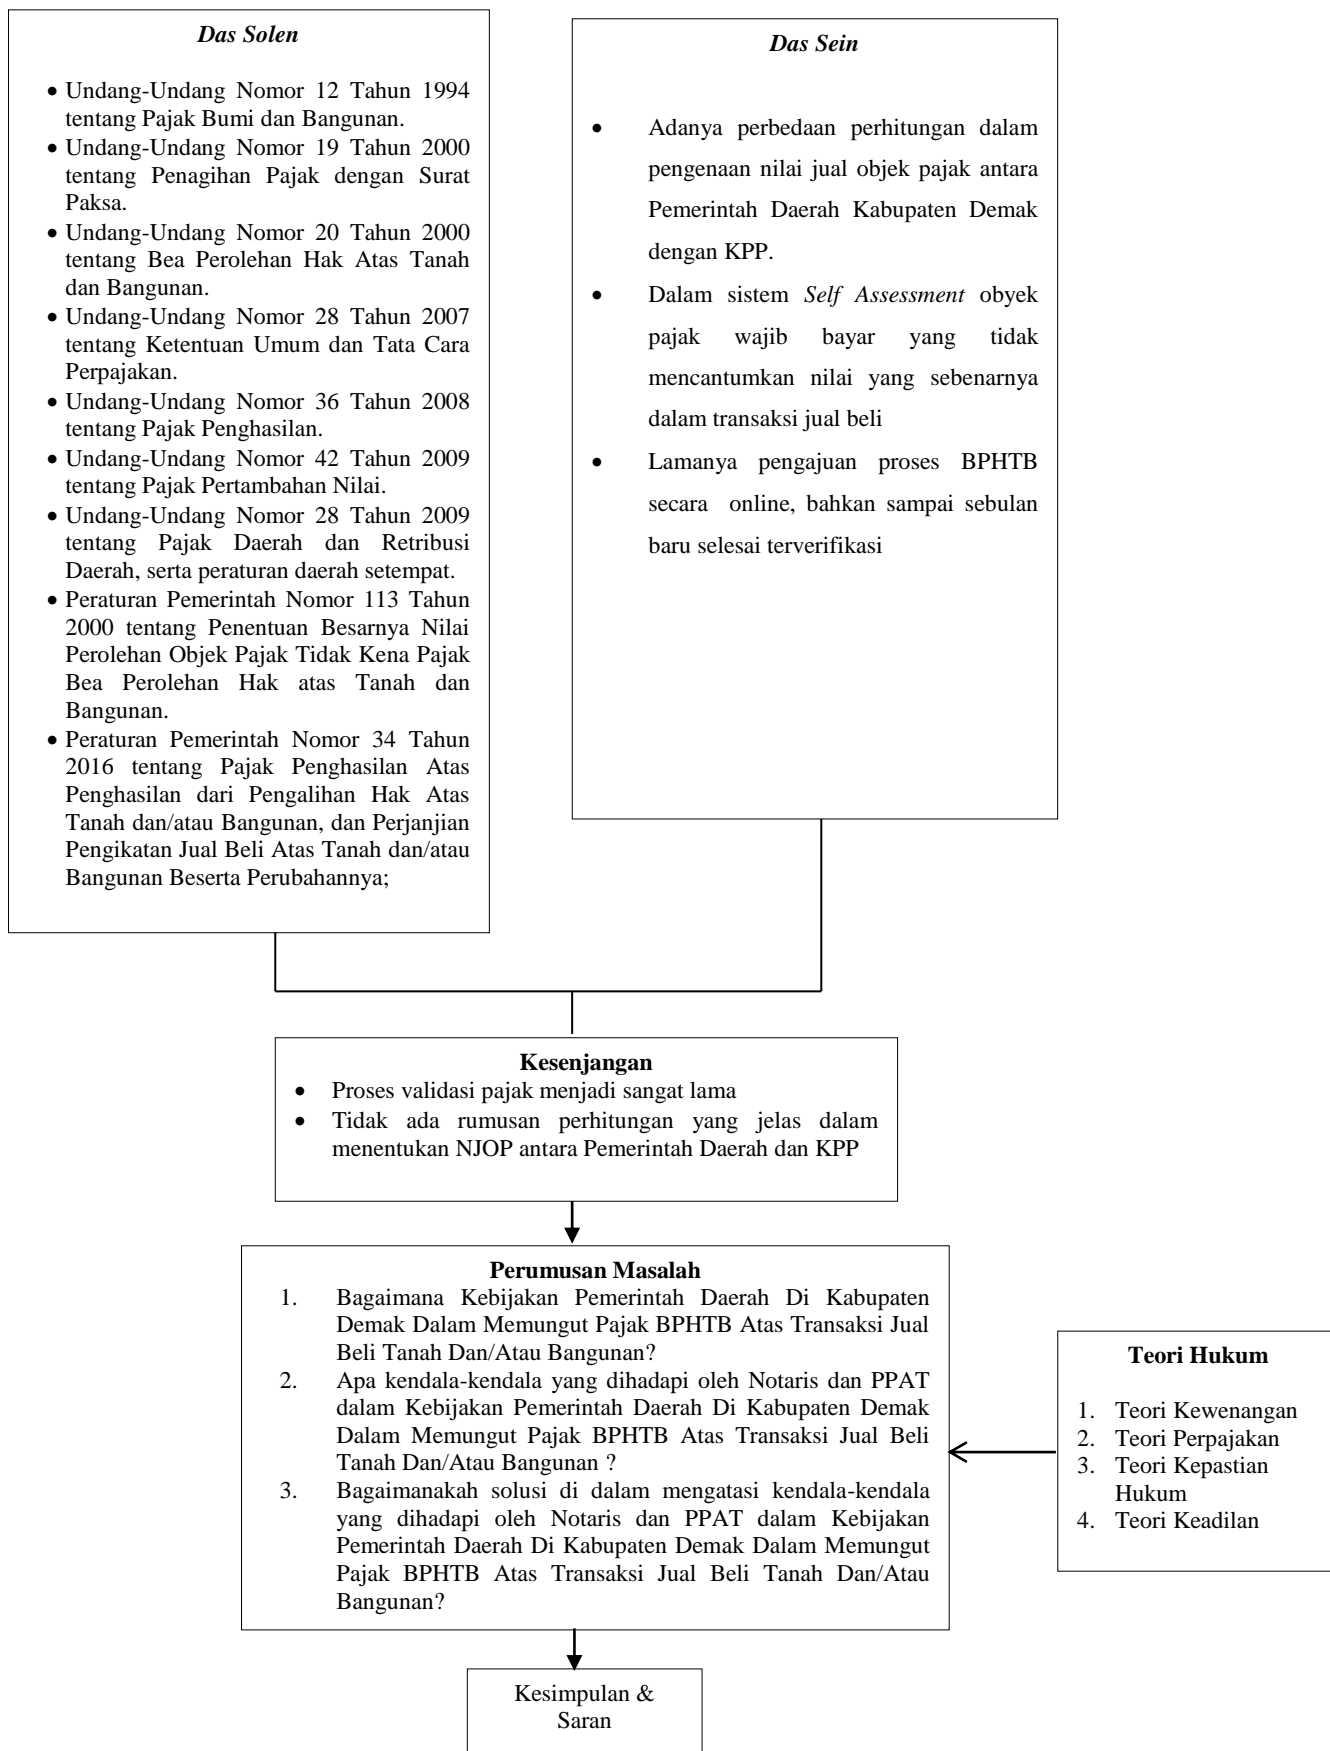 Das Solen
• Undang-Undang Nomor 12 Tahun 1994
tentang Pajak Bumi dan Bangunan.
• Undang-Undang Nomor 19 Tahun 2000
tentang Penagihan Pajak dengan Surat
Paksa.
• Undang-Undang Nomor 20 Tahun 2000
tentang Bea Perolehan Hak Atas Tanah
dan Bangunan.
• Undang-Undang Nomor 28 Tahun 2007
tentang Ketentuan Umum dan Tata Cara
Perpajakan.
• Undang-Undang Nomor 36 Tahun 2008
tentang Pajak Penghasilan.
• Undang-Undang Nomor 42 Tahun 2009
tentang Pajak Pertambahan Nilai.
• Undang-Undang Nomor 28 Tahun 2009
tentang Pajak Daerah dan Retribusi
Daerah, serta peraturan daerah setempat.
• Peraturan Pemerintah Nomor 113 Tahun
2000 tentang Penentuan Besarnya Nilai
Perolehan Objek Pajak Tidak Kena Pajak
Bea Perolehan Hak atas Tanah dan
Bangunan.
• Peraturan Pemerintah Nomor 34 Tahun
2016 tentang Pajak Penghasilan Atas
Penghasilan dari Pengalihan Hak Atas
Tanah dan/atau Bangunan, dan Perjanjian
Pengikatan Jual Beli Atas Tanah dan/atau
Bangunan Beserta Perubahannya;
Das Sein
• Adanya perbedaan perhitungan dalam
pengenaan nilai jual objek pajak antara
Pemerintah Daerah Kabupaten Demak
dengan KPP.
• Dalam sistem Self Assessment obyek
pajak wajib bayar yang tidak
mencantumkan nilai yang sebenarnya
dalam transaksi jual beli
• Lamanya pengajuan proses BPHTB
secara online, bahkan sampai sebulan
baru selesai terverifikasi
Kesenjangan
• Proses validasi pajak menjadi sangat lama
• Tidak ada rumusan perhitungan yang jelas dalam
menentukan NJOP antara Pemerintah Daerah dan KPP
Perumusan Masalah
1. Bagaimana Kebijakan Pemerintah Daerah Di Kabupaten
Demak Dalam Memungut Pajak BPHTB Atas Transaksi Jual
Beli Tanah Dan/Atau Bangunan?
2. Apa kendala-kendala yang dihadapi oleh Notaris dan PPAT
dalam Kebijakan Pemerintah Daerah Di Kabupaten Demak
Dalam Memungut Pajak BPHTB Atas Transaksi Jual Beli
Tanah Dan/Atau Bangunan ?
3. Bagaimanakah solusi di dalam mengatasi kendala-kendala
yang dihadapi oleh Notaris dan PPAT dalam Kebijakan
Pemerintah Daerah Di Kabupaten Demak Dalam Memungut
Pajak BPHTB Atas Transaksi Jual Beli Tanah Dan/Atau
Bangunan?
Teori Hukum
1. Teori Kewenangan
2. Teori Perpajakan
3. Teori Kepastian
Hukum
4. Teori Keadilan
Kesimpulan &
Saran